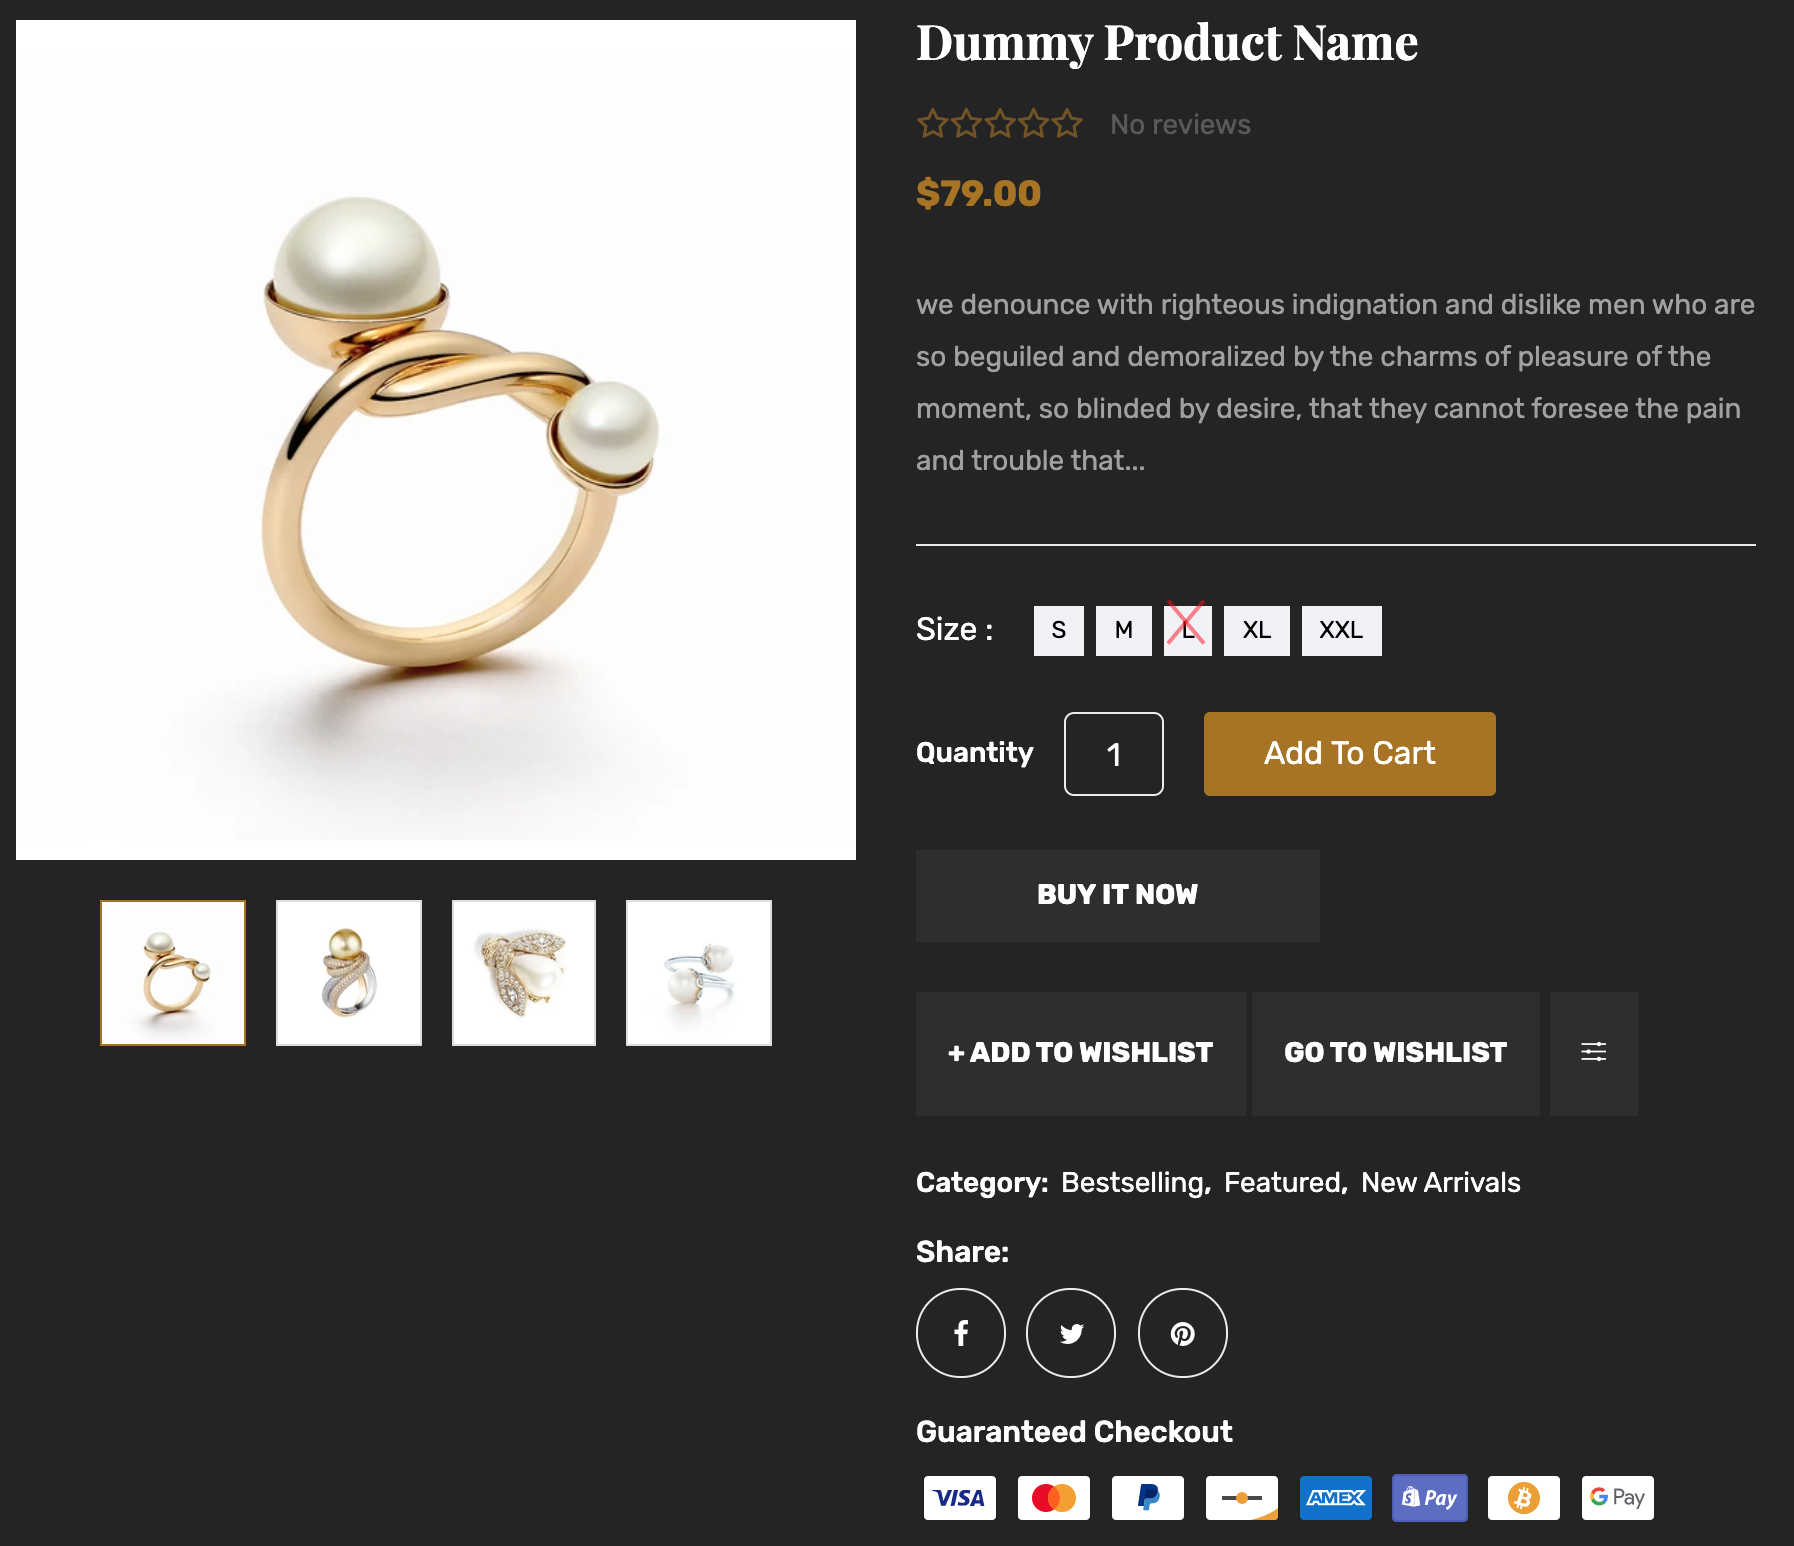 Dummy Product Name
No reviews
$79.00
we denounce with righteous indignation and dislike men who are
so beguiled and demoralized by the charms of pleasure of the
moment, so blinded by desire, that they cannot foresee the pain
and trouble that...
Size : S M L XL XXL
Quantity 1 Add To Cart
BUY IT NOW
+ ADD TO WISHLIST GO TO WISHLIST
Category: Bestselling, Featured, New Arrivals
Share:
Guaranteed Checkout
VISA AMEX Pay G Pay